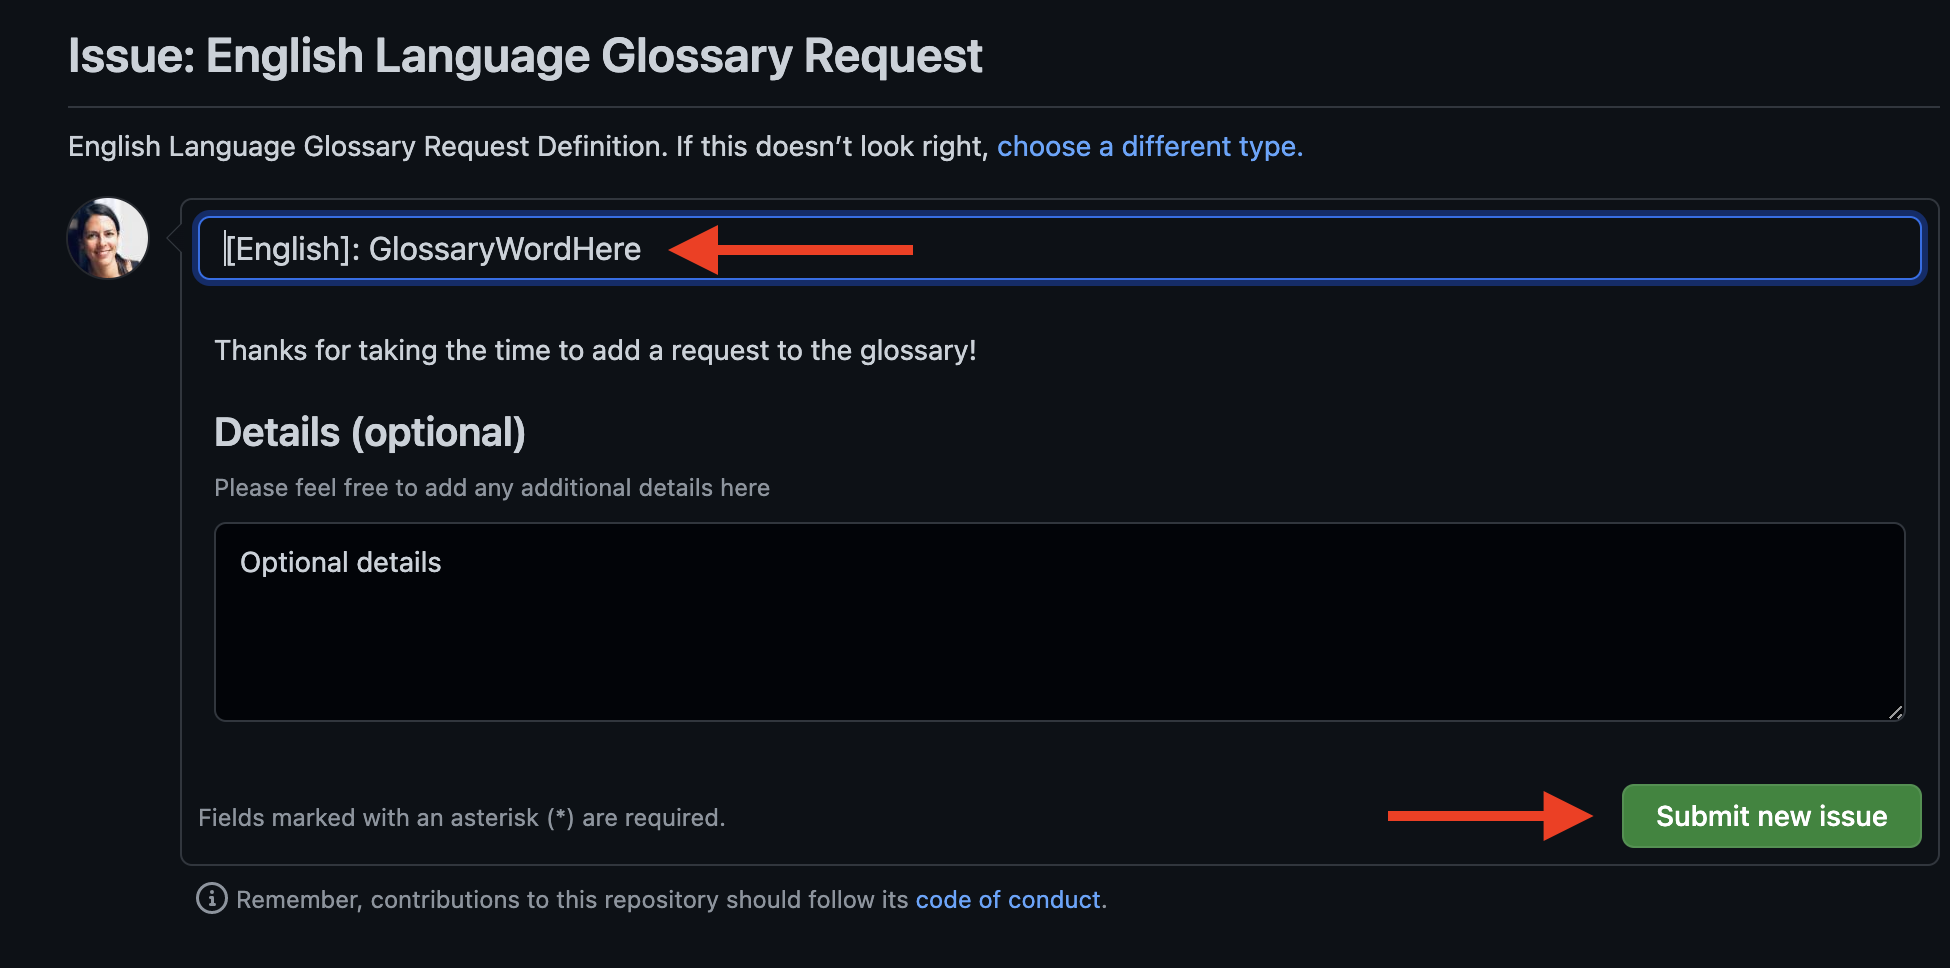 Issue: English Language Glossary Request
English Language Glossary Request Definition. If this doesn’t look right, choose a different type.
[English]: GlossaryWordHere
Thanks for taking the time to add a request to the glossary!
Details (optional)
Please feel free to add any additional details here
Optional details
Fields marked with an asterisk (*) are required.
Submit new issue
Remember, contributions to this repository should follow its code of conduct.